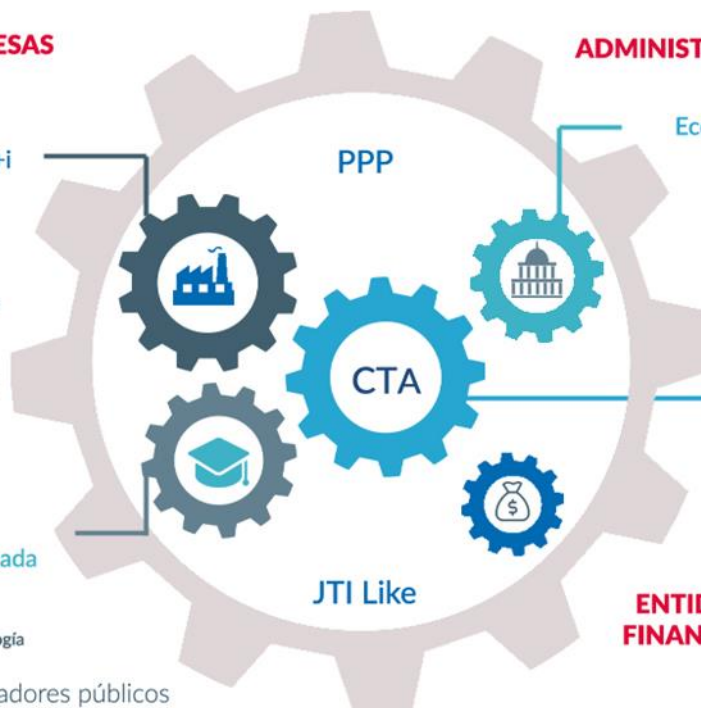 ESAS
ADMINIST
Ec
-i
PPP
CTA
$
ada
JTI Like
ENTID
FINAN
ogía
adores públicos